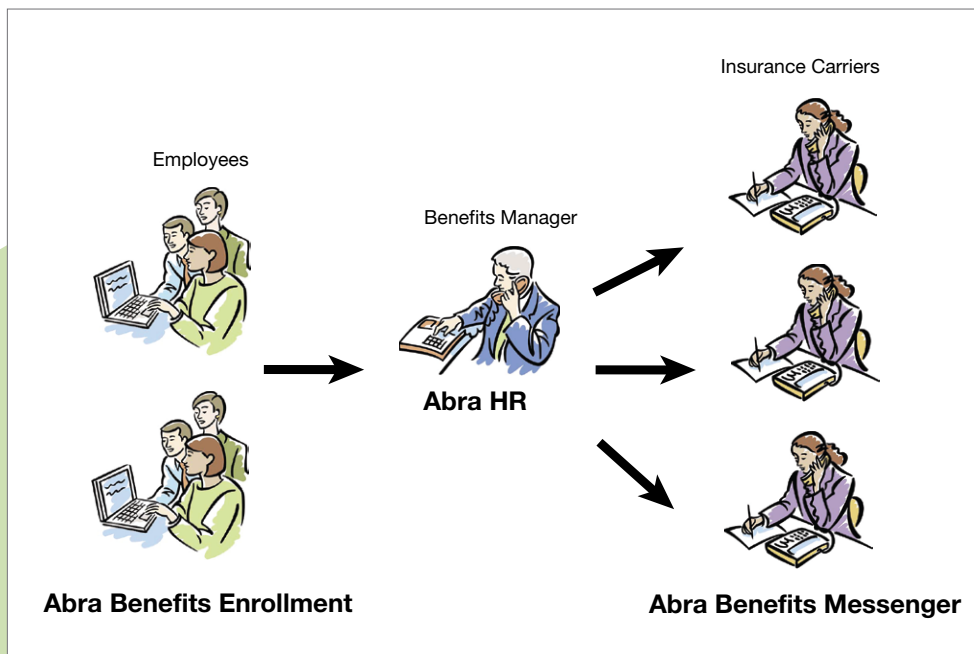 Insurance Carriers
Employees
Benefits Manager
Abra HR
Abra Benefits Enrollment
Abra Benefits Messenger